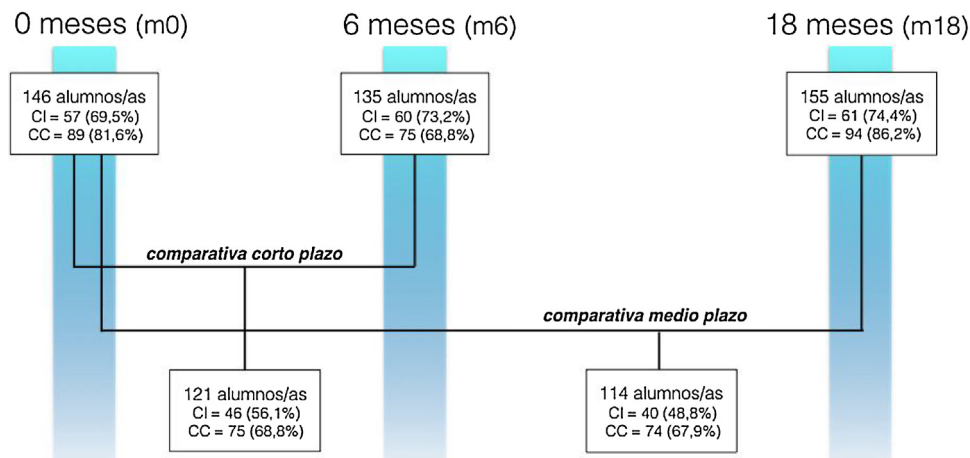 0 meses (m0)
6 meses (m6)
18 meses (m18)
146 alumnos/as
CI = 57 (69,5%)
CC = 89 (81,6%)
135 alumnos/as
CI = 60 (73,2%)
CC = 75 (68,8%)
155 alumnos/as
CI = 61 (74,4%)
CC = 94 (86,2%)
comparativa corto plazo
comparativa medio plazo
121 alumnos/as
CI = 46 (56,1%)
CC = 75 (68,8%)
114 alumnos/as
CI = 40 (48,8%)
CC = 74 (67,9%)